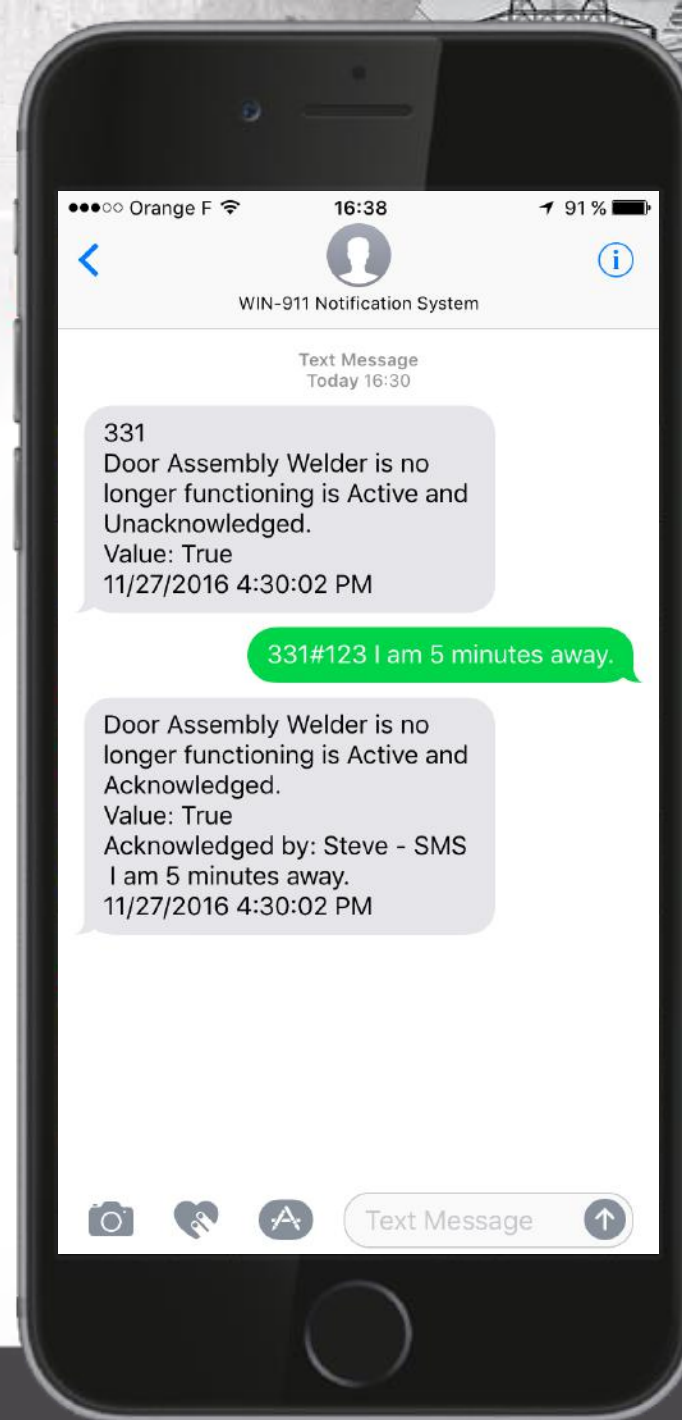 Orange F 16:38 91 %
WIN-911 Notification System
Text Message
Today 16:30
331
Door Assembly Welder is no
longer functioning is Active and
Unacknowledged.
Value: True
11/27/2016 4:30:02 PM
331#123 I am 5 minutes away.
Door Assembly Welder is no
longer functioning is Active and
Acknowledged.
Value: True
Acknowledged by: Steve - SMS
I am 5 minutes away.
11/27/2016 4:30:02 PM
Text Message